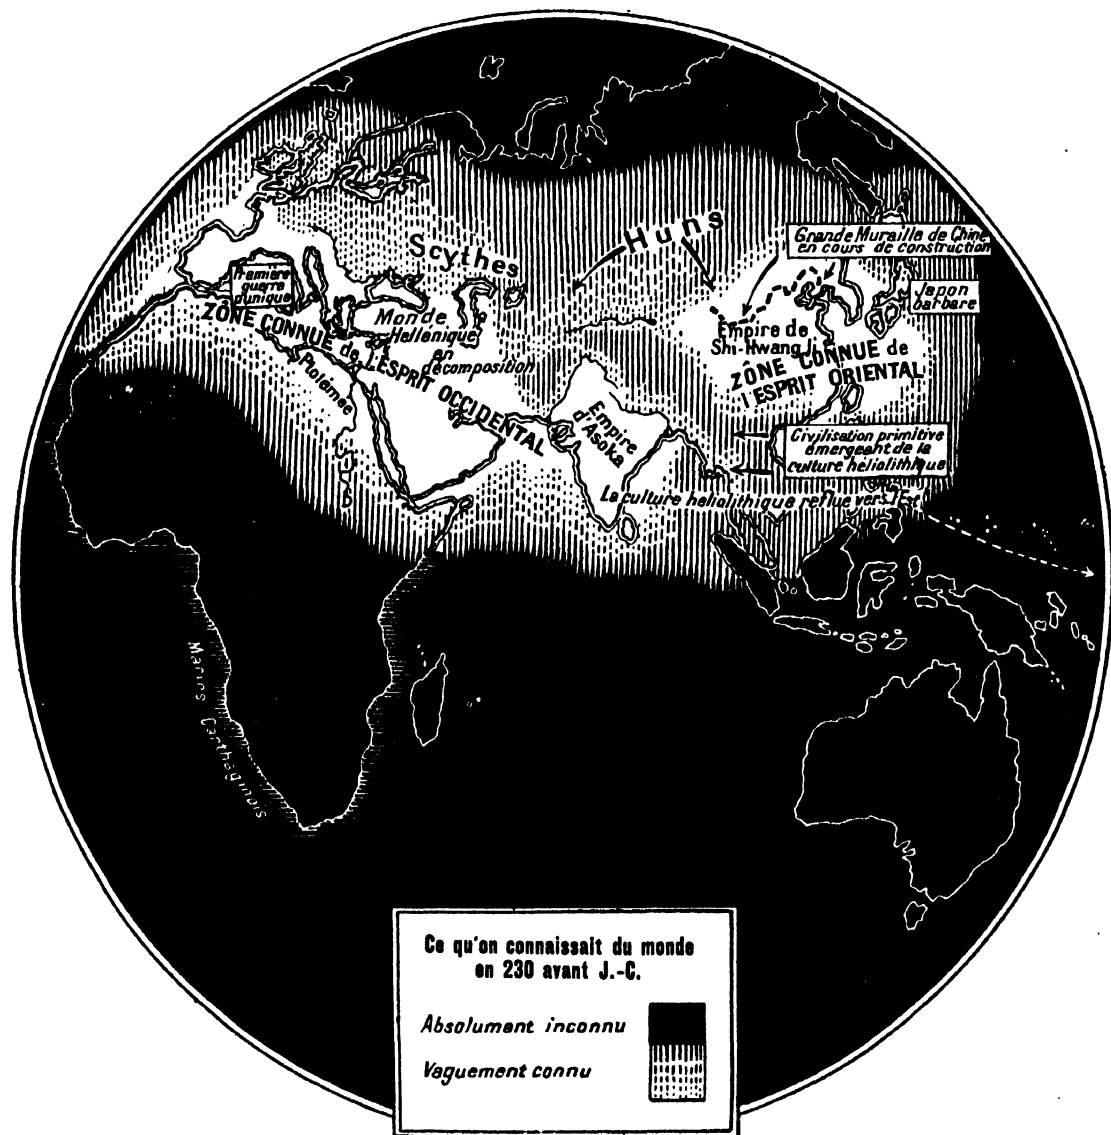 Scythes
Huns
Grande Muraille de Chine
en cours de construction
Première
guerre
punique
Japon
barbare
Monde
Hellénique
en
décomposition
Empire de
Shi-Hwang
ZÔNE CONNUE de L'ESPRIT OCCIDENTAL
ZÔNE CONNUE de
l'ESPRIT ORIENTAL
Ptolémée
Empire
d'Asoka
Civilisation primitive
émergeant de la
culture héliolithique
La culture héliolithique reflue vers l'Est
Marins Carthaginois
Ce qu'on connaissait du monde
en 230 avant J.-C.
Absolument inconnu
Vaguement connu